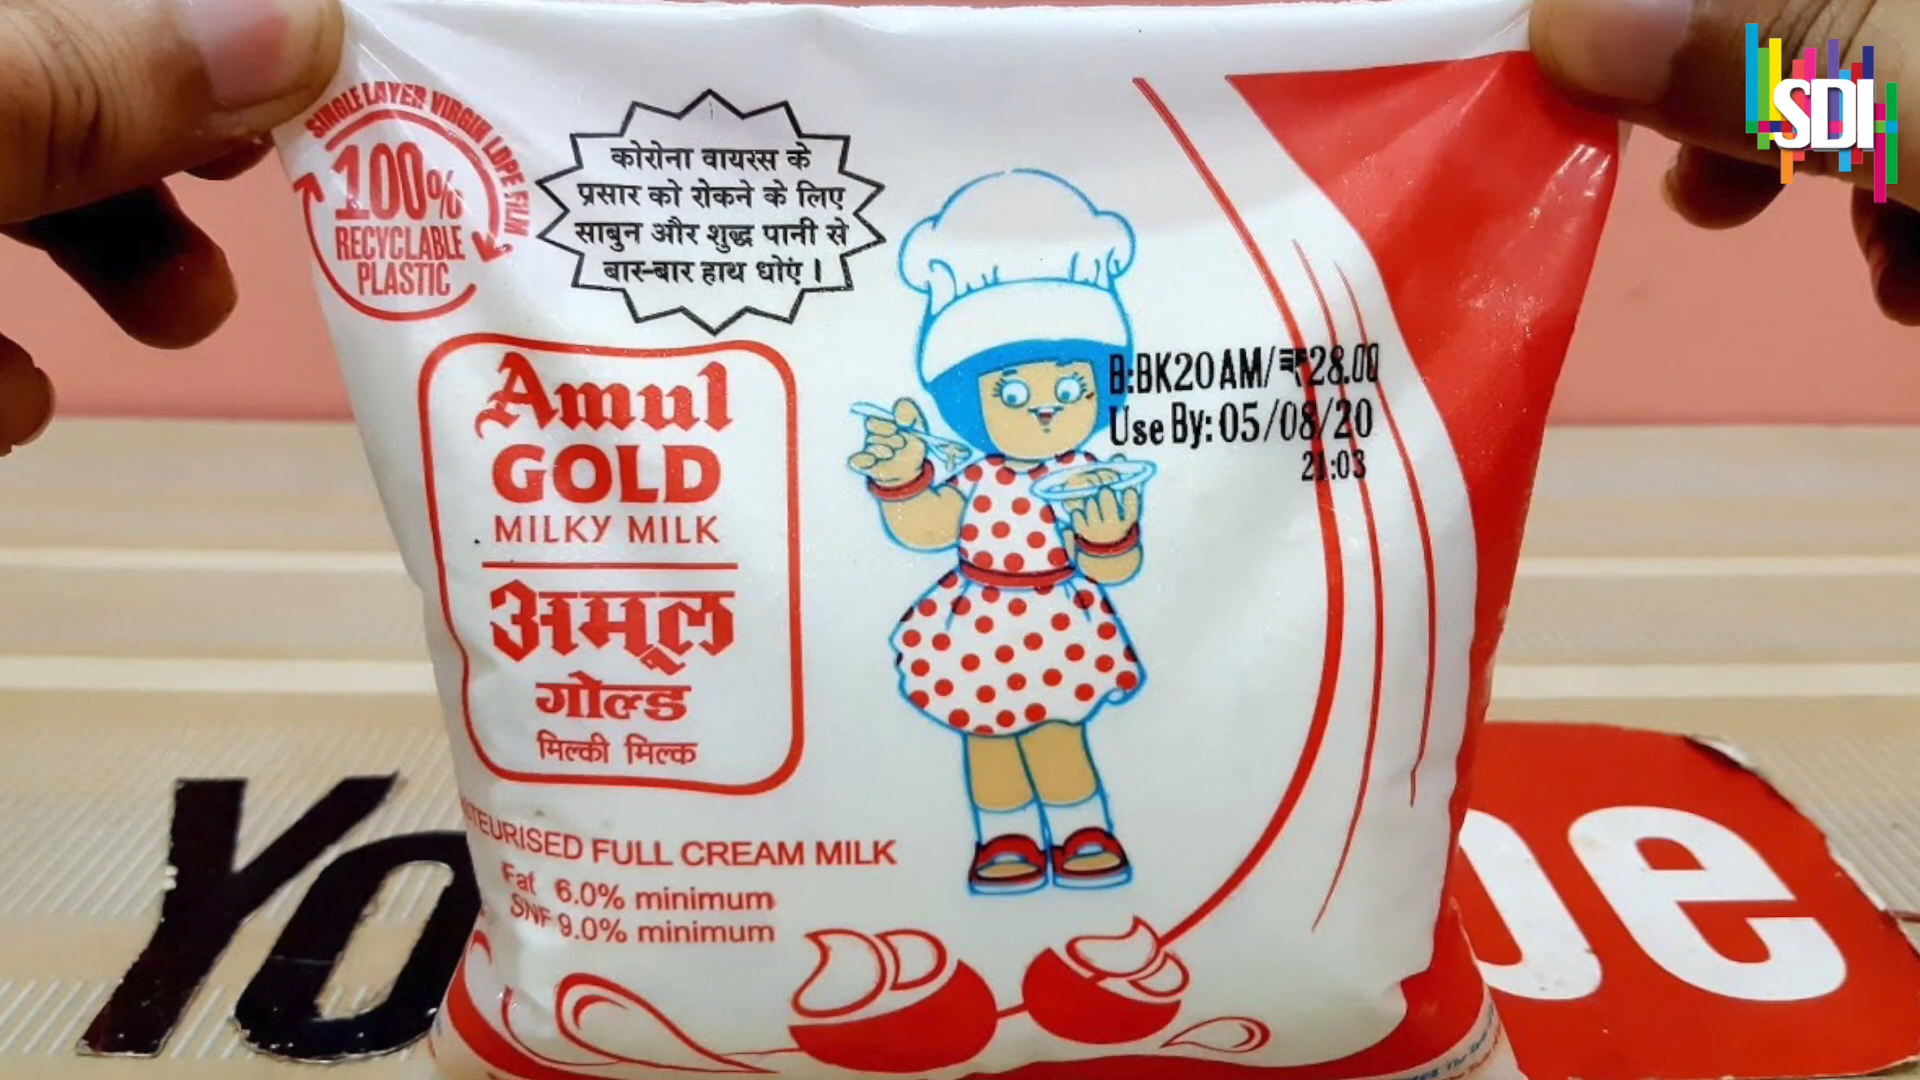 SINGLE LAYER VIRGIN LDPE FILM
100%
RECYCLABLE
PLASTIC
कोरोना वायरस के
प्रसार को रोकने के लिए
साबुन और शुद्ध पानी से
बार-बार हाथ धोएं ।
SDI
Amul
GOLD
MILKY MILK
अमूल
गोल्ड
मिल्की मिल्क
B:BK20AM/₹28.00
Use By: 05/08/20
21:03
TEURISED FULL CREAM MILK
Fat 6.0% minimum
SNF 9.0% minimum
Yo
be